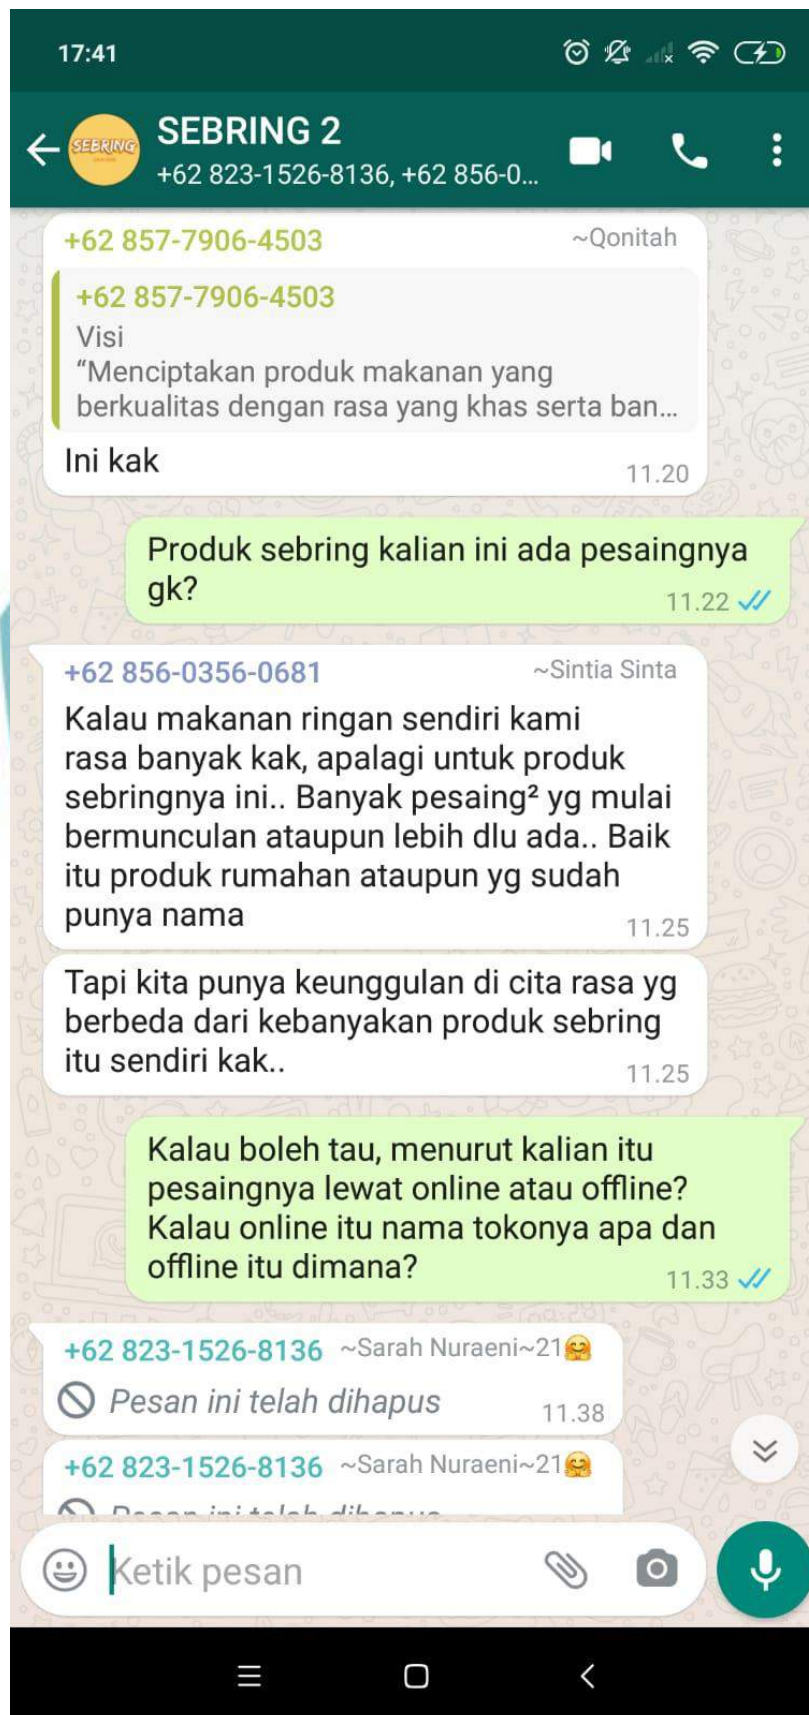 17:41
SEBRING
SEBRING 2
+62 823-1526-8136, +62 856-0...
+62 857-7906-4503 ~Qonitah
+62 857-7906-4503
Visi
“Menciptakan produk makanan yang
berkualitas dengan rasa yang khas serta ban...
Ini kak
11.20
Produk sebring kalian ini ada pesaingnya
gk?
11.22
+62 856-0356-0681 ~Sintia Sinta
Kalau makanan ringan sendiri kami
rasa banyak kak, apalagi untuk produk
sebringnya ini.. Banyak pesaing² yg mulai
bermunculan ataupun lebih dlu ada.. Baik
itu produk rumahan ataupun yg sudah
punya nama
11.25
Tapi kita punya keunggulan di cita rasa yg
berbeda dari kebanyakan produk sebring
itu sendiri kak..
11.25
Kalau boleh tau, menurut kalian itu
pesaingnya lewat online atau offline?
Kalau online itu nama tokonya apa dan
offline itu dimana?
11.33
+62 823-1526-8136 ~Sarah Nuraeni~21🤗
Pesan ini telah dihapus
11.38
+62 823-1526-8136 ~Sarah Nuraeni~21🤗
Pesan ini telah dihapus
Ketik pesan